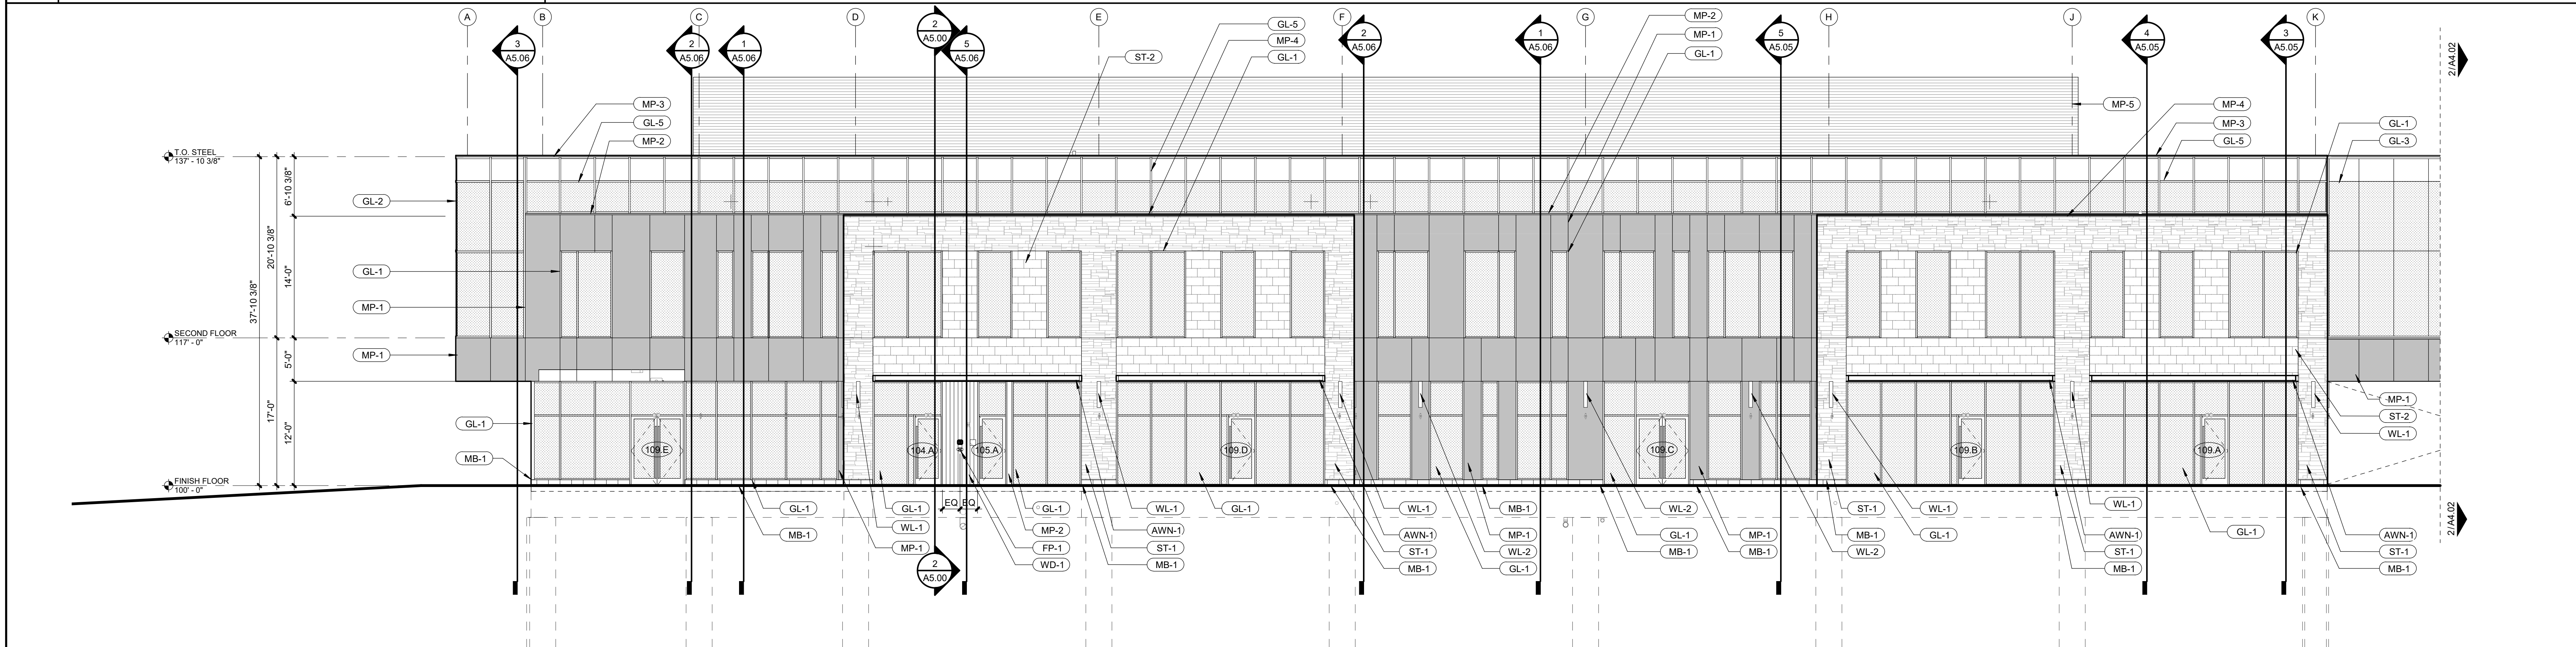 A
B
C
D
E
F
G
H
J
K
3
A5.06
2
A5.06
1
A5.06
2
A5.00
5
A5.06
2
A5.06
1
A5.06
5
A5.05
4
A5.05
3
A5.05
2/ A4.02
GL-5
MP-4
GL-1
ST-2
MP-2
MP-1
GL-1
MP-3
GL-5
MP-2
MP-5
MP-4
MP-3
GL-5
GL-1
GL-3
T.O. STEEL
137' - 10 3/8"
6'-10 3/8"
20'-10 3/8"
37'-10 3/8"
14'-0"
GL-2
GL-1
MP-1
SECOND FLOOR
117' - 0"
MP-1
5'-0"
17'-0"
12'-0"
GL-1
MB-1
FINISH FLOOR
100' - 0"
109.E
104.A
105.A
109.D
109.C
109.B
109.A
MP-1
ST-2
WL-1
EQ
EQ
GL-1
MB-1
GL-1
WL-1
MP-1
GL-1
MP-2
FP-1
WD-1
WL-1
AWN-1
ST-1
MB-1
GL-1
WL-1
AWN-1
ST-1
MB-1
MB-1
MP-1
WL-2
GL-1
WL-2
GL-1
MB-1
MP-1
MB-1
ST-1
MB-1
WL-2
WL-1
GL-1
WL-1
AWN-1
ST-1
MB-1
GL-1
AWN-1
ST-1
MB-1
2
A5.00
2/ A4.02